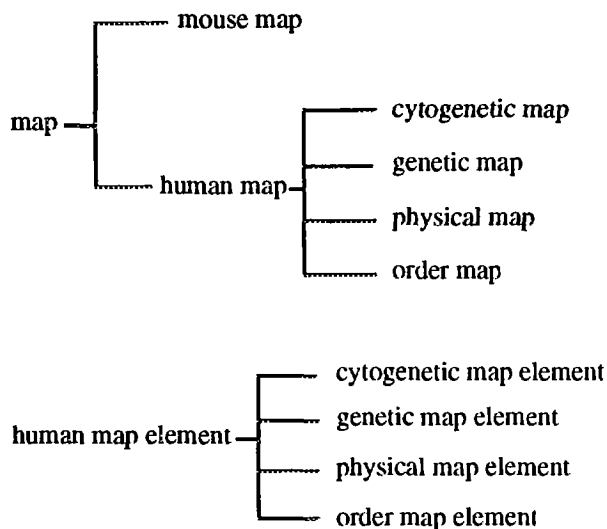 mouse map
cytogenetic map
map
genetic map
human map
physical map
order map
cytogenetic map element
genetic map element
human map element
physical map element
order map element